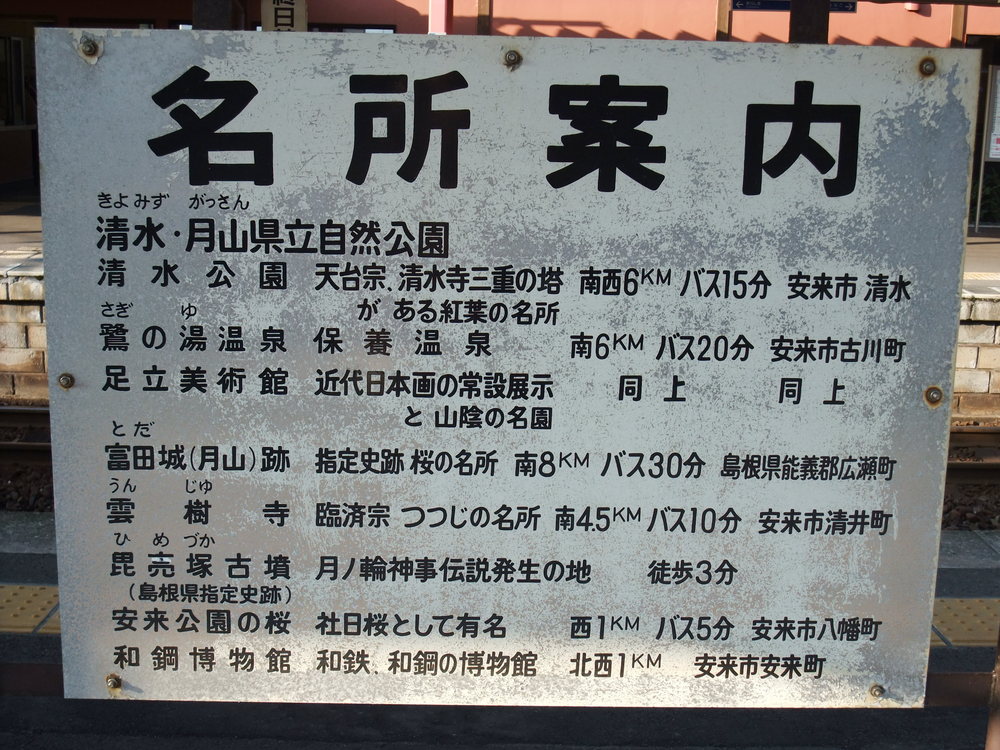 名所案内
きよみず がっさん
清水・月山県立自然公園
清水公園 天台宗、清水寺三重の塔 南西6KM バス15分 安来市 清水
が ある紅葉の名所
さぎ ゆ
鷺の湯温泉 保養温泉 南6KM バス20分 安来市古川町
足立美術館 近代日本画の常設展示 同上 同上
と 山陰の名園
とだ
富田城(月山)跡 指定史跡 桜の名所 南8KM バス30分 島根県能義郡広瀬町
うん じゅ
雲樹寺 臨済宗 つつじの名所 南4.5KM バス10分 安来市清井町
ひ め づか
毘売塚古墳 月ノ輪神事伝説発生の地 徒歩3分
(島根県指定史跡)
安来公園の桜 社日桜として有名 西1KM バス5分 安来市八幡町
和鋼博物館 和鉄、和鋼の博物館 北西1KM 安来市安来町